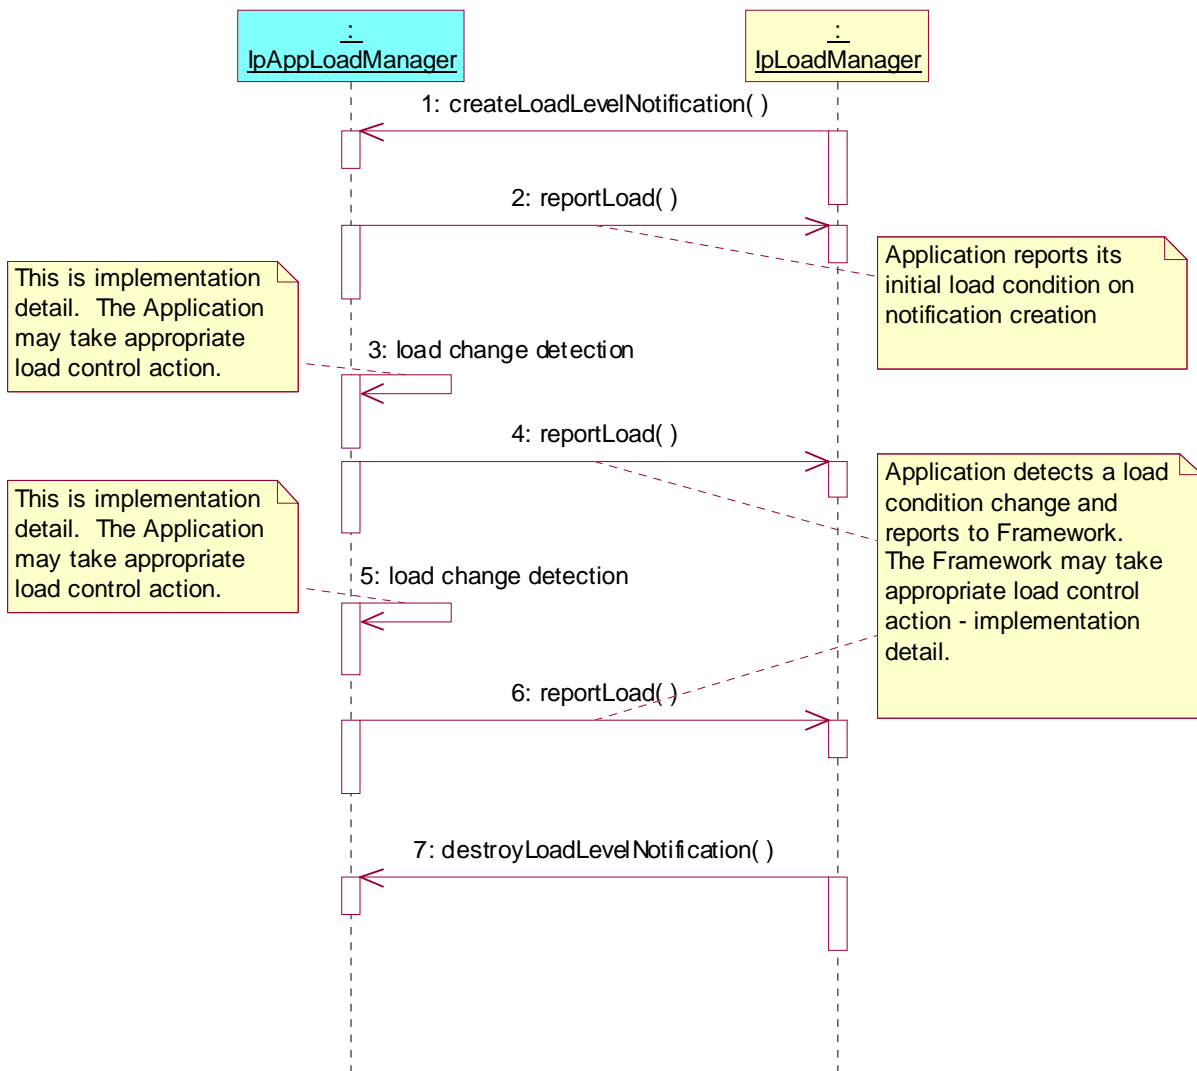 :
IpAppLoadManager
:
IpLoadManager
1: createLoadLevelNotification( )
2: reportLoad( )
Application reports its
initial load condition on
notification creation
This is implementation
detail.  The Application
may take appropriate
load control action.
3: load change detection
4: reportLoad( )
Application detects a load
condition change and
reports to Framework.
The Framework may take
appropriate load control
action - implementation
detail.
This is implementation
detail.  The Application
may take appropriate
load control action.
5: load change detection
6: reportLoad( )
7: destroyLoadLevelNotification( )